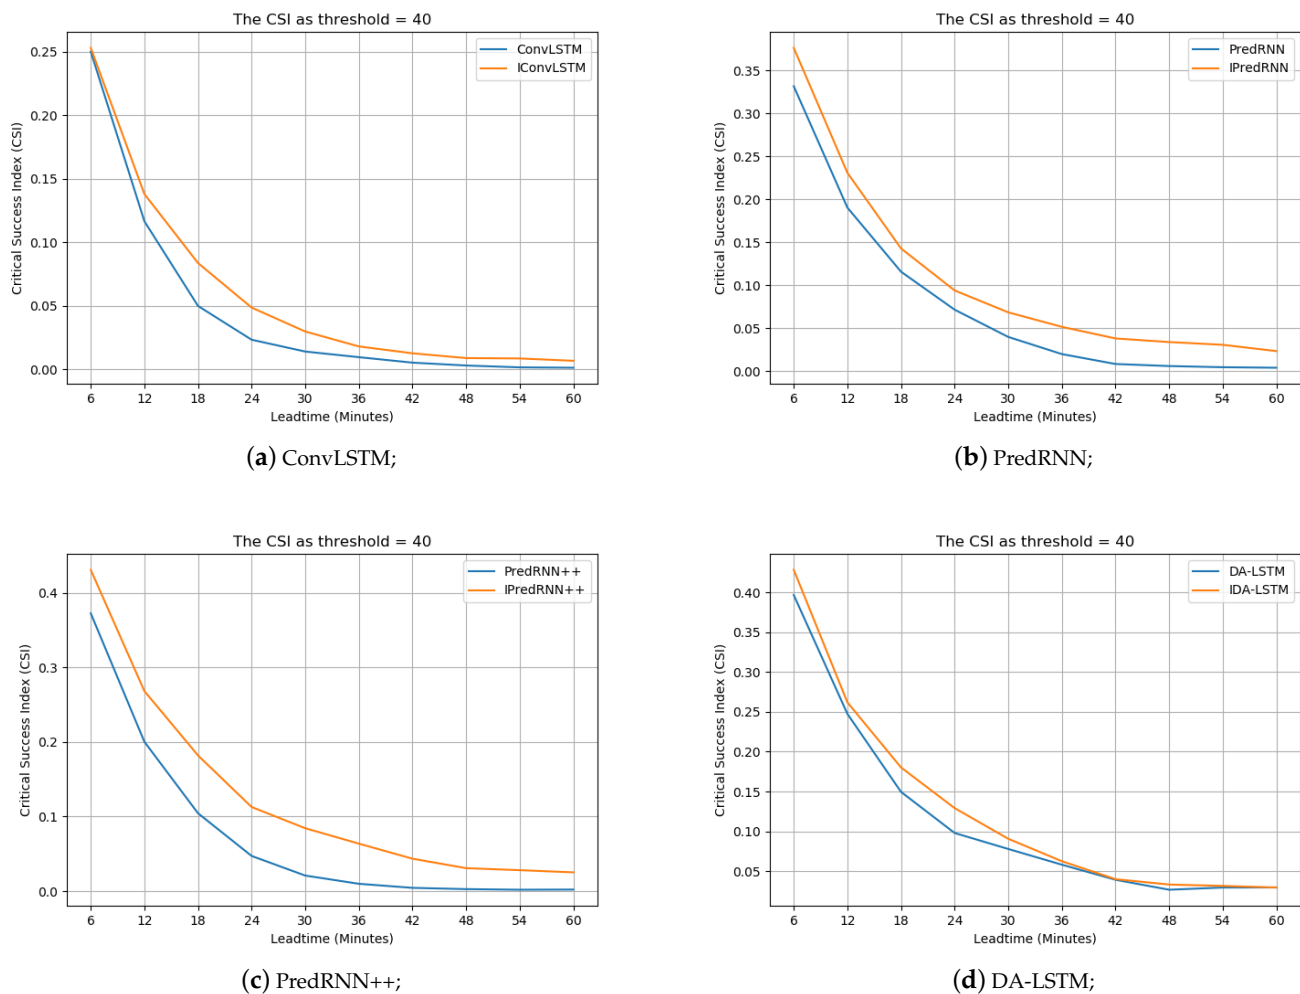 The CSI as threshold = 40
ConvLSTM
IConvLSTM
Critical Success Index (CSI)
0.25
0.20
0.15
0.10
0.05
0.00
6 12 18 24 30 36 42 48 54 60
Leadtime (Minutes)
(a) ConvLSTM;
The CSI as threshold = 40
PredRNN
IPredRNN
Critical Success Index (CSI)
0.35
0.30
0.25
0.20
0.15
0.10
0.05
0.00
6 12 18 24 30 36 42 48 54 60
Leadtime (Minutes)
(b) PredRNN;
The CSI as threshold = 40
PredRNN++
IPredRNN++
Critical Success Index (CSI)
0.4
0.3
0.2
0.1
0.0
6 12 18 24 30 36 42 48 54 60
Leadtime (Minutes)
(c) PredRNN++;
The CSI as threshold = 40
DA-LSTM
IDA-LSTM
Critical Success Index (CSI)
0.40
0.35
0.30
0.25
0.20
0.15
0.10
0.05
6 12 18 24 30 36 42 48 54 60
Leadtime (Minutes)
(d) DA-LSTM;